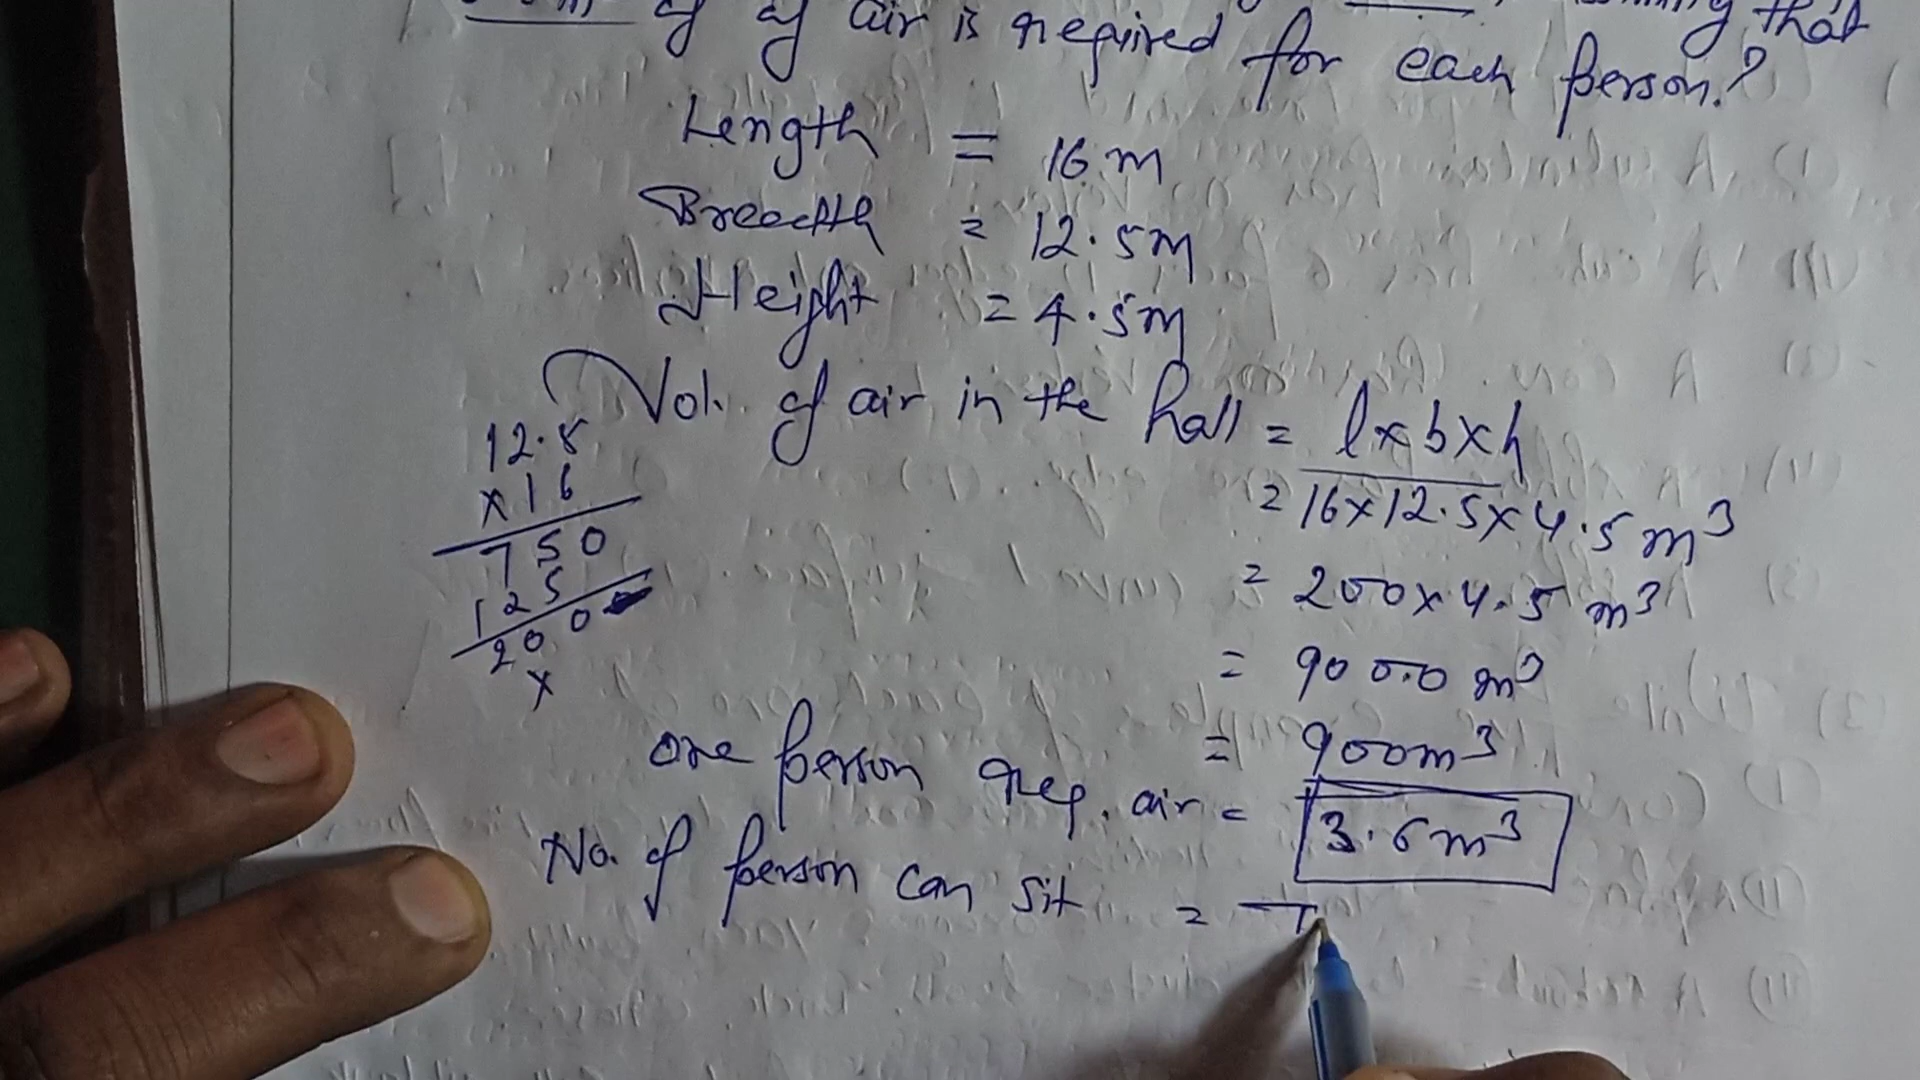 of of air is required for each person.? that
Length = 16 m
Breadth = 12.5m
Height = 4.5m
Vol. of air in the hall = l×b×h
= 16×12.5×4.5 m³
= 200×4.5 m³
= 900.0 m³
= 900m³
12.5
×16
750
125
200
×
one person req. air = 3.6m³
No. of person can sit =